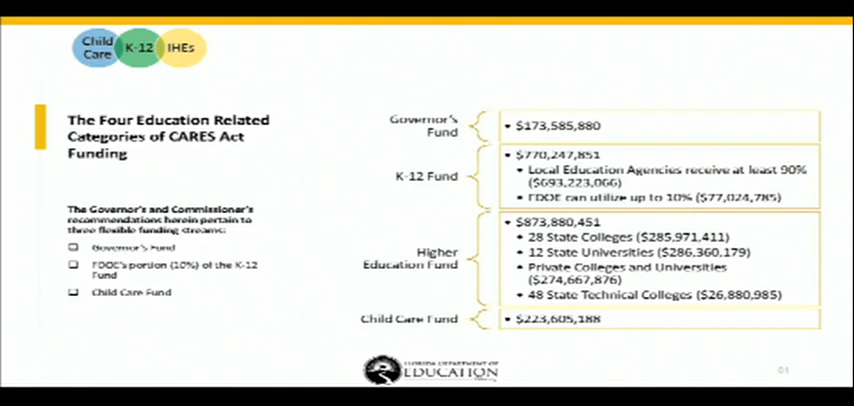 Child
Care
K-12
IHEs
The Four Education Related
Categories of CARES Act
Funding
The Governor's and Commissioner's
recommendations herein pertain to
three flexible funding streams:
❑ Governor's Fund
❑ FDOE's portion (10%) of the K-12
Fund
❑ Child Care Fund
Governor's
Fund
• $173,585,880
K-12 Fund
• $770,247,851
• Local Education Agencies receive at least 90%
($693,223,066)
• FDOE can utilize up to 10% ($77,024,785)
Higher
Education Fund
• $873,880,451
• 28 State Colleges ($285,971,411)
• 12 State Universities ($286,360,179)
• Private Colleges and Universities
($274,667,876)
• 48 State Technical Colleges ($26,880,985)
Child Care Fund
• $223,605,188
FLORIDA DEPARTMENT OF
EDUCATION